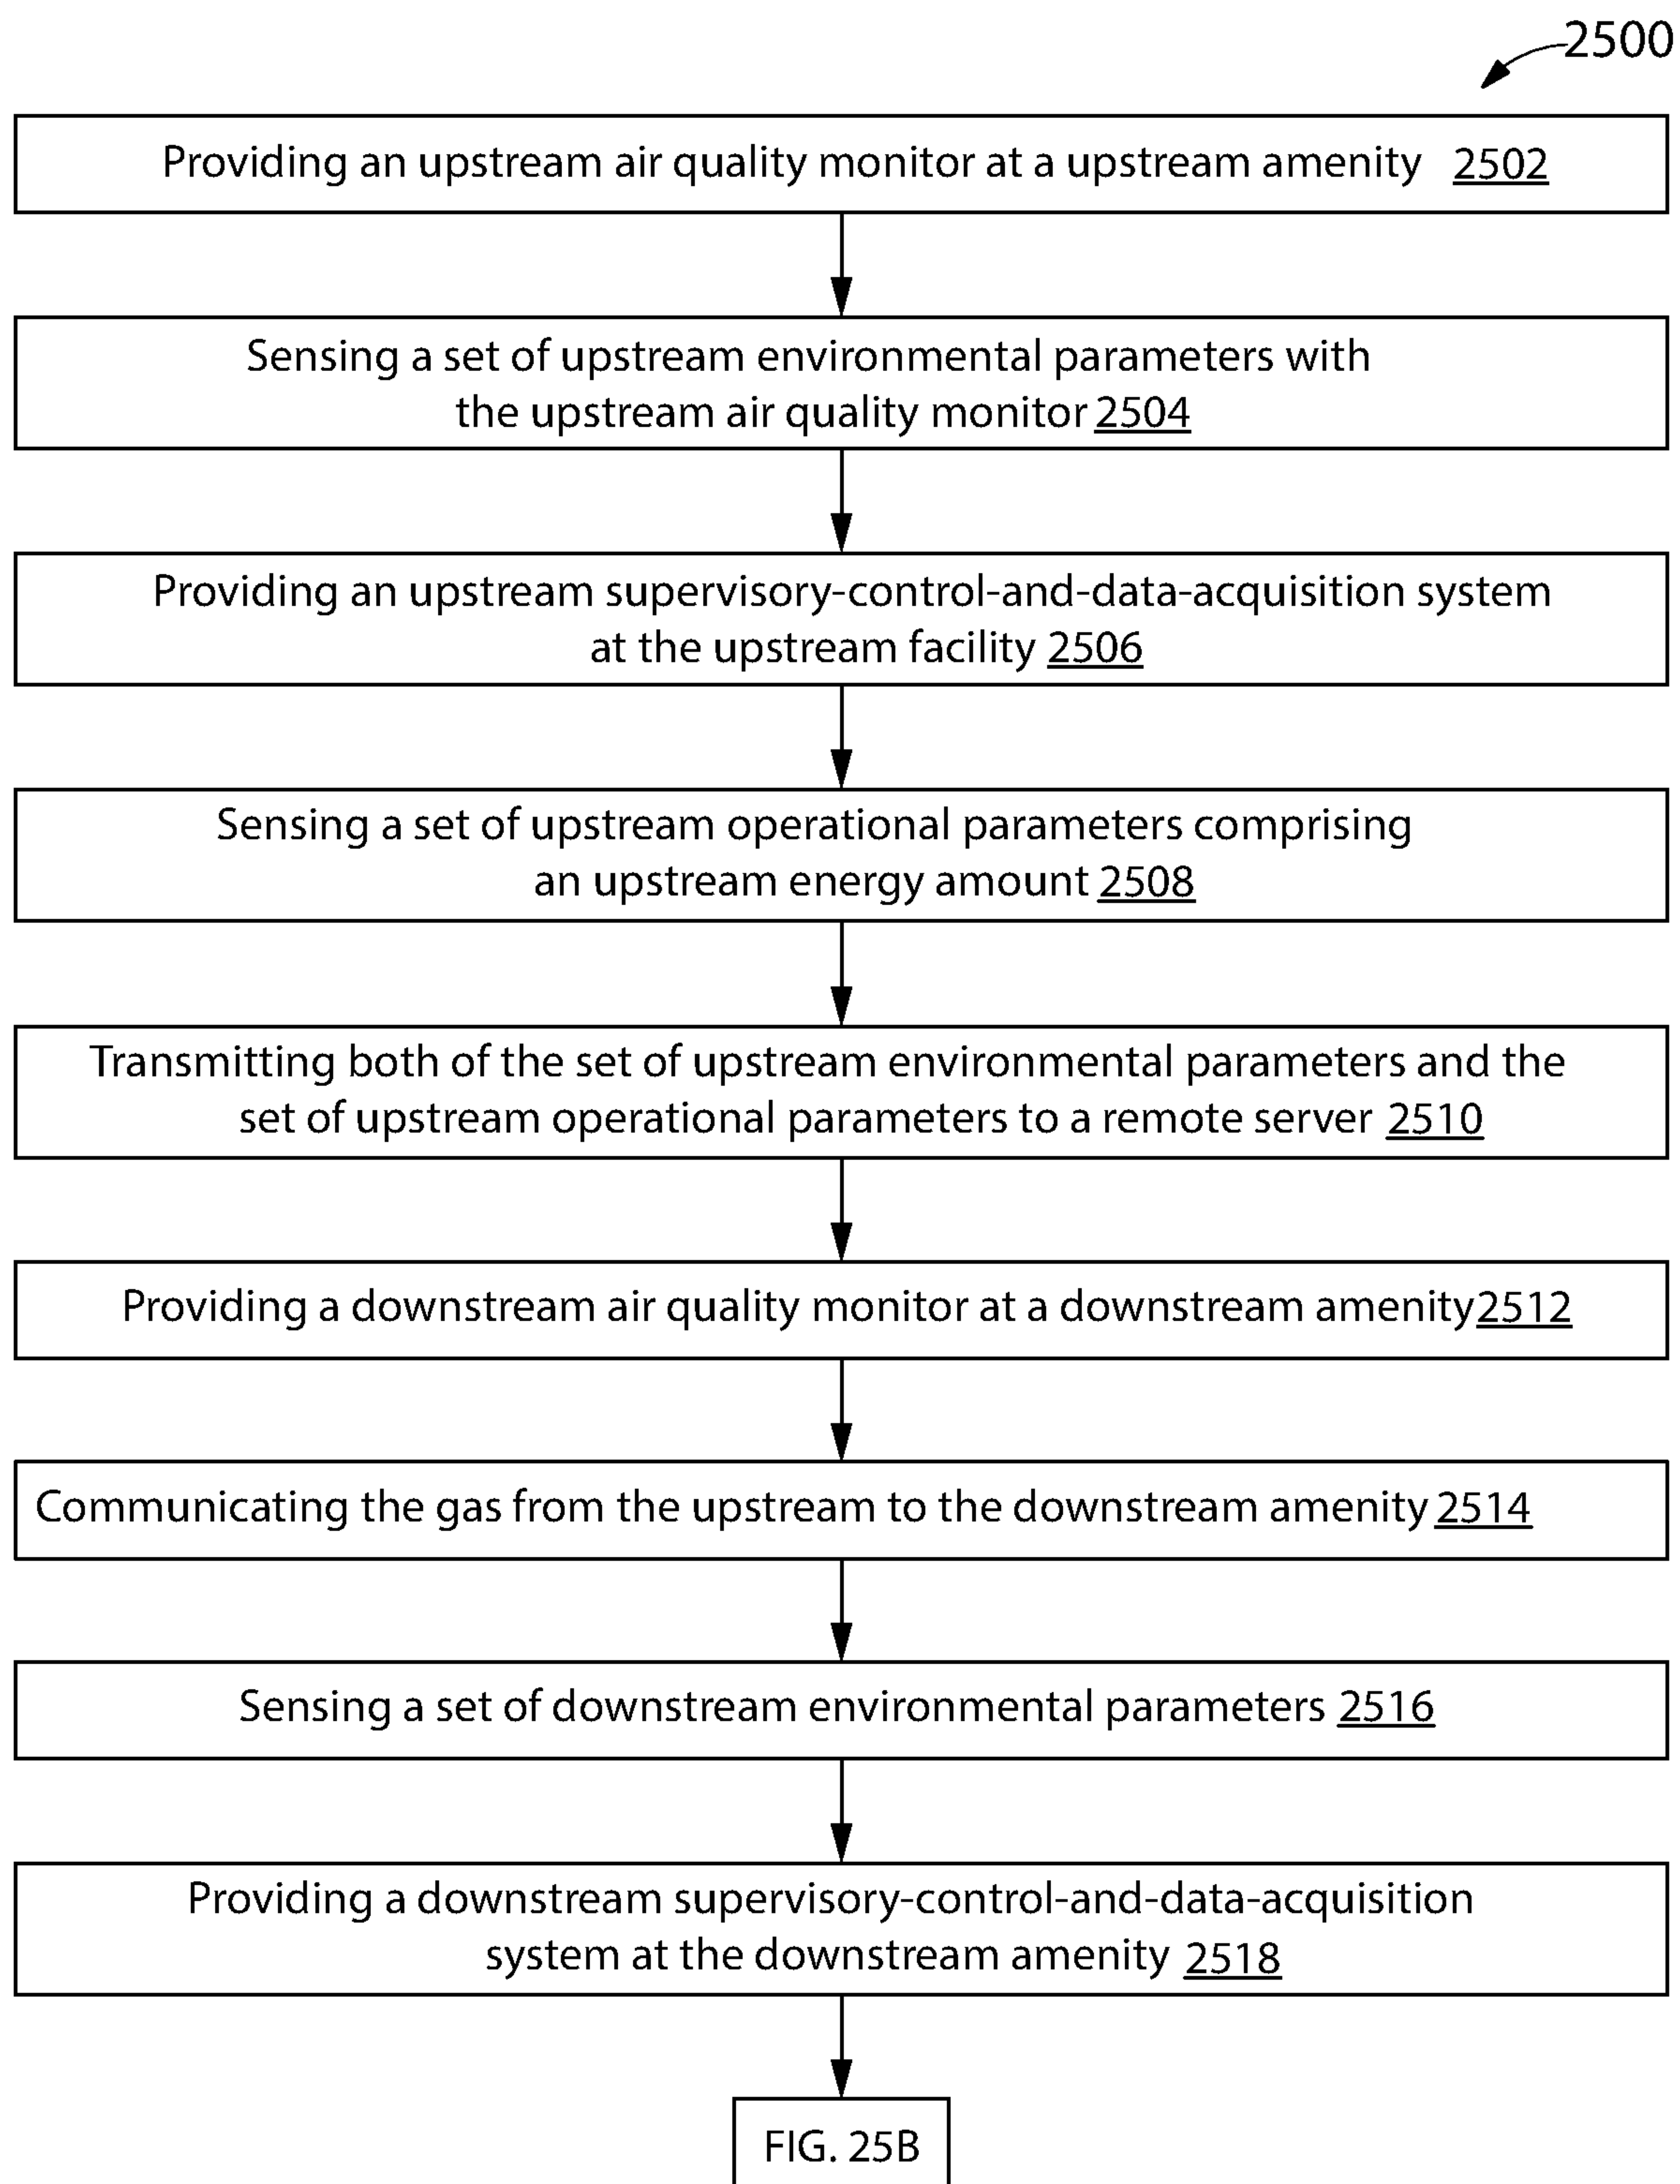 2500
Providing an upstream air quality monitor at a upstream amenity 2502
Sensing a set of upstream environmental parameters with
the upstream air quality monitor 2504
Providing an upstream supervisory-control-and-data-acquisition system
at the upstream facility 2506
Sensing a set of upstream operational parameters comprising
an upstream energy amount 2508
Transmitting both of the set of upstream environmental parameters and the
set of upstream operational parameters to a remote server 2510
Providing a downstream air quality monitor at a downstream amenity 2512
Communicating the gas from the upstream to the downstream amenity 2514
Sensing a set of downstream environmental parameters 2516
Providing a downstream supervisory-control-and-data-acquisition
system at the downstream amenity 2518
FIG. 25B